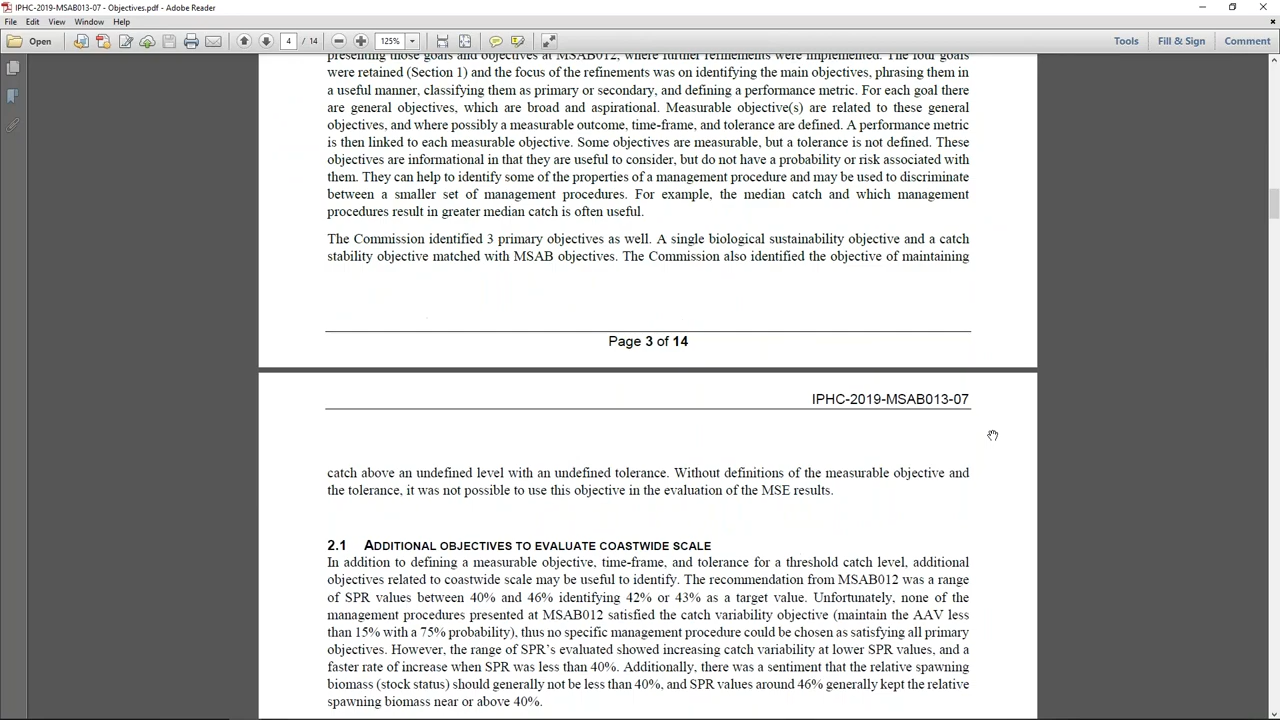 IPHC-2019-MSAB013-07 - Objectives.pdf - Adobe Reader
File Edit View Window Help
Open 4 / 14 125% Tools Fill & Sign Comment
presenting those goals and objectives at MSAB012, where further refinements were implemented. The four goals
were retained (Section 1) and the focus of the refinements was on identifying the main objectives, phrasing them in
a useful manner, classifying them as primary or secondary, and defining a performance metric. For each goal there
are general objectives, which are broad and aspirational. Measurable objective(s) are related to these general
objectives, and where possibly a measurable outcome, time-frame, and tolerance are defined. A performance metric
is then linked to each measurable objective. Some objectives are measurable, but a tolerance is not defined. These
objectives are informational in that they are useful to consider, but do not have a probability or risk associated with
them. They can help to identify some of the properties of a management procedure and may be used to discriminate
between a smaller set of management procedures. For example, the median catch and which management
procedures result in greater median catch is often useful.
The Commission identified 3 primary objectives as well. A single biological sustainability objective and a catch
stability objective matched with MSAB objectives. The Commission also identified the objective of maintaining
Page 3 of 14
IPHC-2019-MSAB013-07
catch above an undefined level with an undefined tolerance. Without definitions of the measurable objective and
the tolerance, it was not possible to use this objective in the evaluation of the MSE results.
2.1 ADDITIONAL OBJECTIVES TO EVALUATE COASTWIDE SCALE
In addition to defining a measurable objective, time-frame, and tolerance for a threshold catch level, additional
objectives related to coastwide scale may be useful to identify. The recommendation from MSAB012 was a range
of SPR values between 40% and 46% identifying 42% or 43% as a target value. Unfortunately, none of the
management procedures presented at MSAB012 satisfied the catch variability objective (maintain the AAV less
than 15% with a 75% probability), thus no specific management procedure could be chosen as satisfying all primary
objectives. However, the range of SPR's evaluated showed increasing catch variability at lower SPR values, and a
faster rate of increase when SPR was less than 40%. Additionally, there was a sentiment that the relative spawning
biomass (stock status) should generally not be less than 40%, and SPR values around 46% generally kept the relative
spawning biomass near or above 40%.